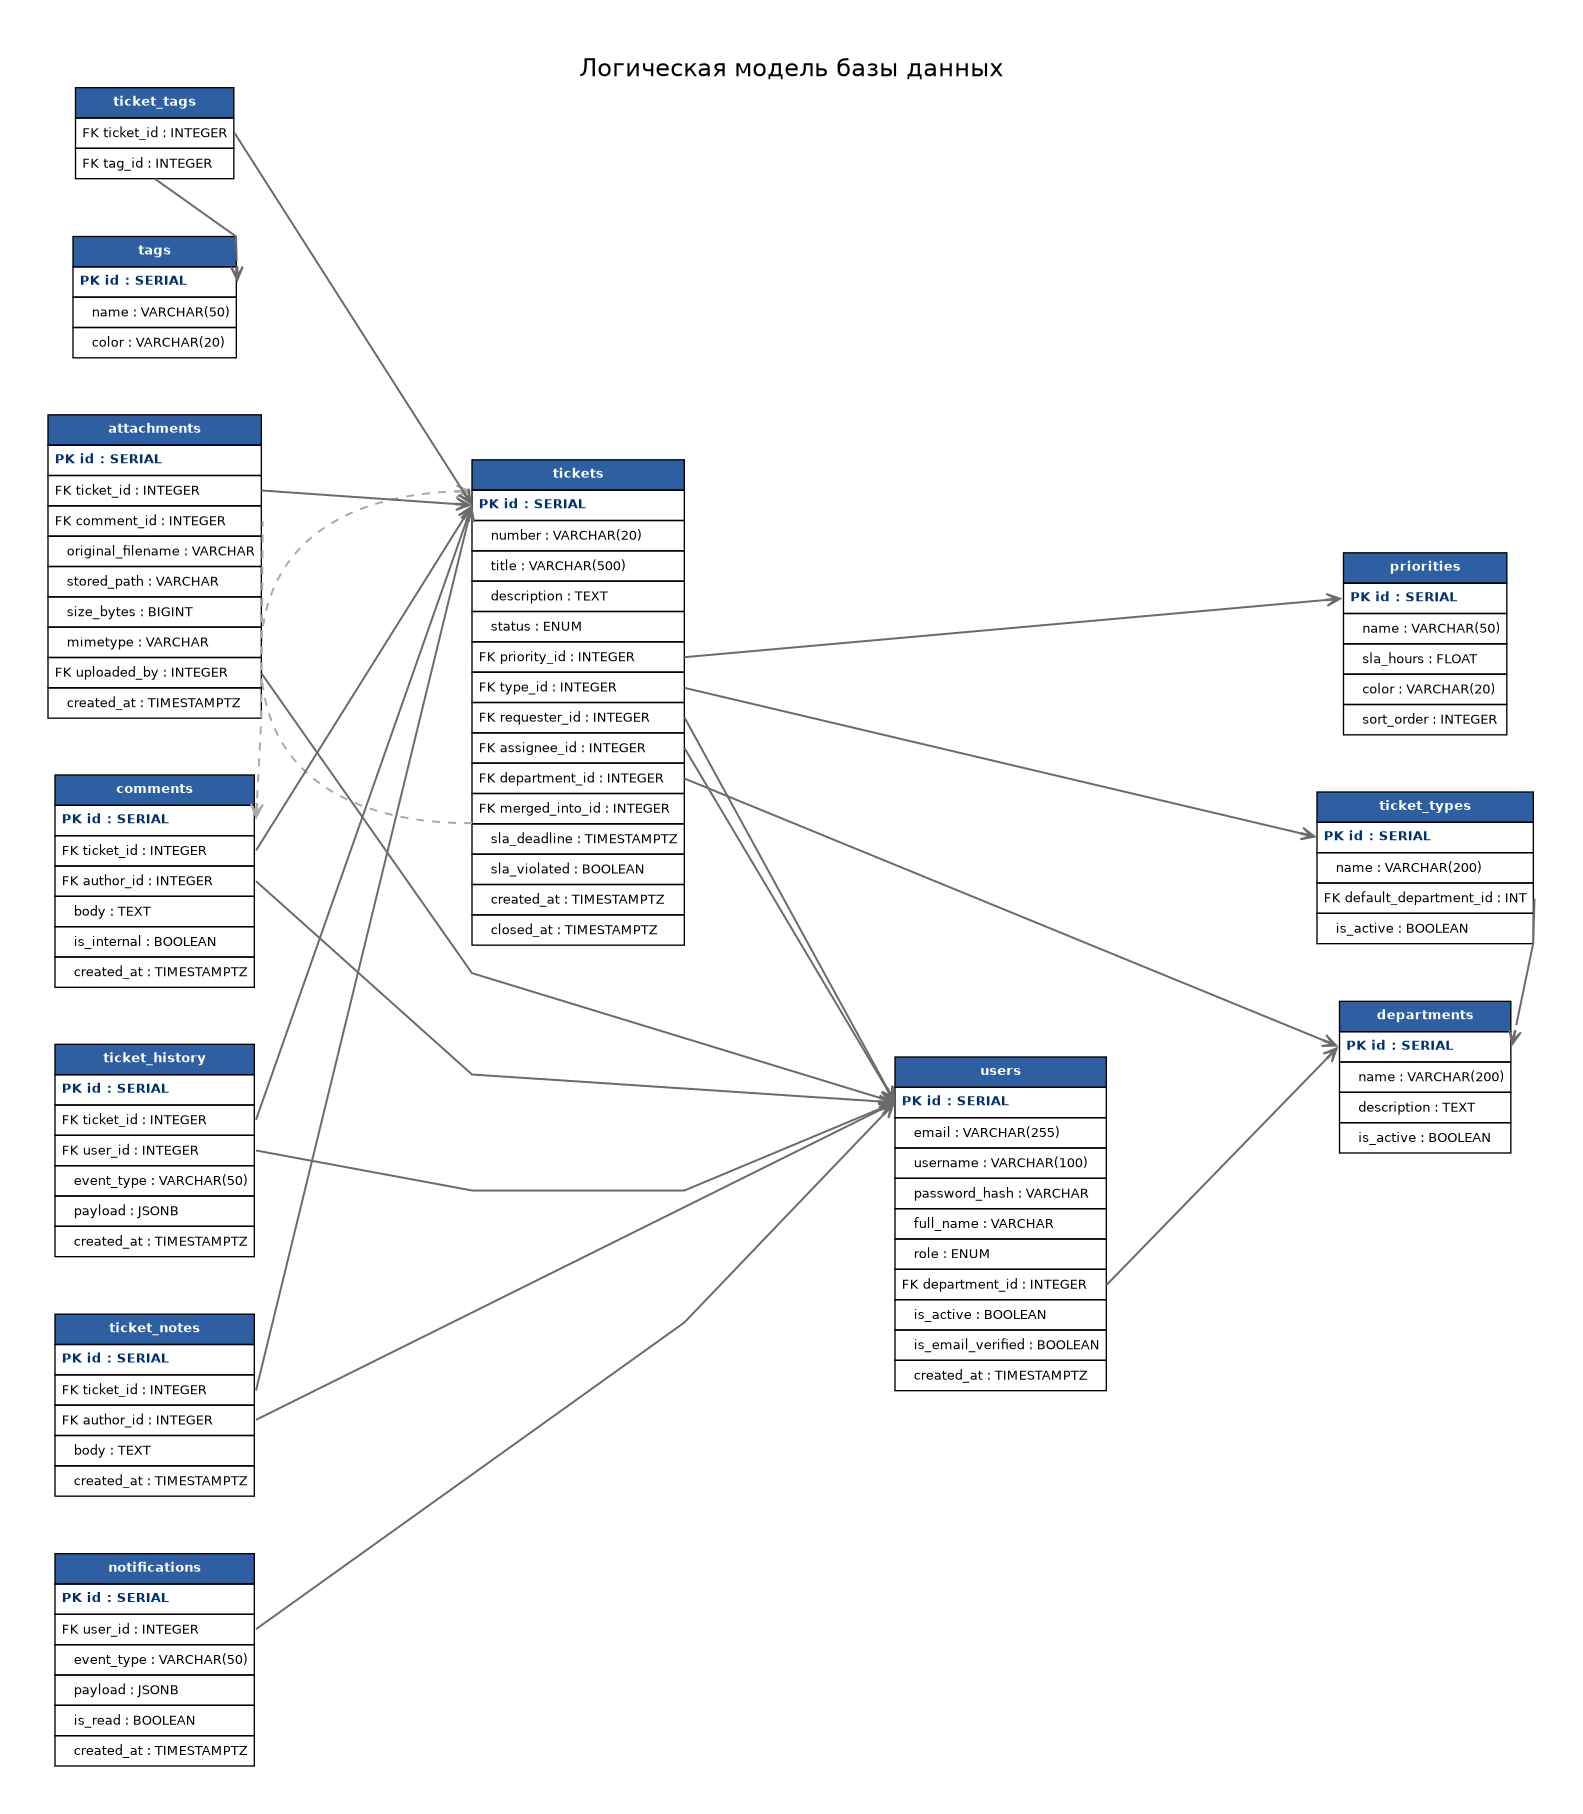 Логическая модель базы данных
ticket_tags
FK ticket_id : INTEGER
FK tag_id : INTEGER
tags
PK id : SERIAL
name : VARCHAR(50)
color : VARCHAR(20)
attachments
PK id : SERIAL
FK ticket_id : INTEGER
FK comment_id : INTEGER
original_filename : VARCHAR
stored_path : VARCHAR
size_bytes : BIGINT
mimetype : VARCHAR
FK uploaded_by : INTEGER
created_at : TIMESTAMPTZ
comments
PK id : SERIAL
FK ticket_id : INTEGER
FK author_id : INTEGER
body : TEXT
is_internal : BOOLEAN
created_at : TIMESTAMPTZ
ticket_history
PK id : SERIAL
FK ticket_id : INTEGER
FK user_id : INTEGER
event_type : VARCHAR(50)
payload : JSONB
created_at : TIMESTAMPTZ
ticket_notes
PK id : SERIAL
FK ticket_id : INTEGER
FK author_id : INTEGER
body : TEXT
created_at : TIMESTAMPTZ
notifications
PK id : SERIAL
FK user_id : INTEGER
event_type : VARCHAR(50)
payload : JSONB
is_read : BOOLEAN
created_at : TIMESTAMPTZ
tickets
PK id : SERIAL
number : VARCHAR(20)
title : VARCHAR(500)
description : TEXT
status : ENUM
FK priority_id : INTEGER
FK type_id : INTEGER
FK requester_id : INTEGER
FK assignee_id : INTEGER
FK department_id : INTEGER
FK merged_into_id : INTEGER
sla_deadline : TIMESTAMPTZ
sla_violated : BOOLEAN
created_at : TIMESTAMPTZ
closed_at : TIMESTAMPTZ
users
PK id : SERIAL
email : VARCHAR(255)
username : VARCHAR(100)
password_hash : VARCHAR
full_name : VARCHAR
role : ENUM
FK department_id : INTEGER
is_active : BOOLEAN
is_email_verified : BOOLEAN
created_at : TIMESTAMPTZ
priorities
PK id : SERIAL
name : VARCHAR(50)
sla_hours : FLOAT
color : VARCHAR(20)
sort_order : INTEGER
ticket_types
PK id : SERIAL
name : VARCHAR(200)
FK default_department_id : INT
is_active : BOOLEAN
departments
PK id : SERIAL
name : VARCHAR(200)
description : TEXT
is_active : BOOLEAN